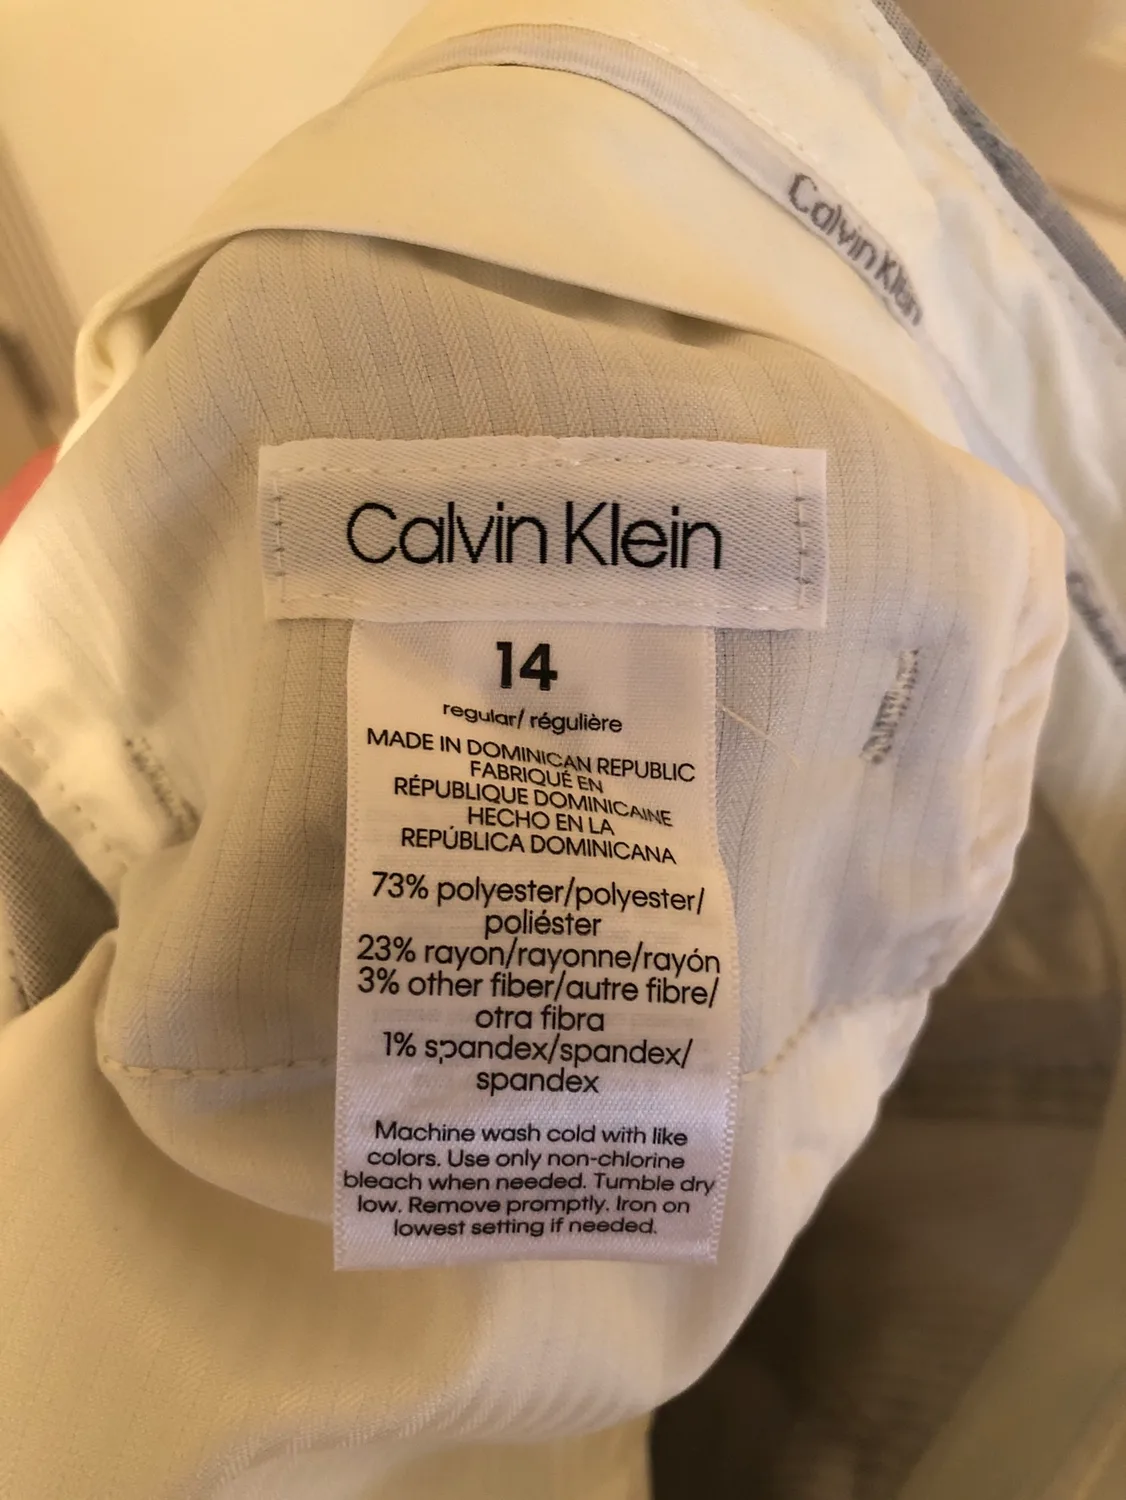 Calvin Klein
Calvin Klein
14
regular/ régulière
MADE IN DOMINICAN REPUBLIC
FABRIQUÉ EN
RÉPUBLIQUE DOMINICAINE
HECHO EN LA
REPÚBLICA DOMINICANA
73% polyester/polyester/
poliéster
23% rayon/rayonne/rayón
3% other fiber/autre fibre/
otra fibra
1% spandex/spandex/
spandex
Machine wash cold with like
colors. Use only non-chlorine
bleach when needed. Tumble dry
low. Remove promptly. Iron on
lowest setting if needed.